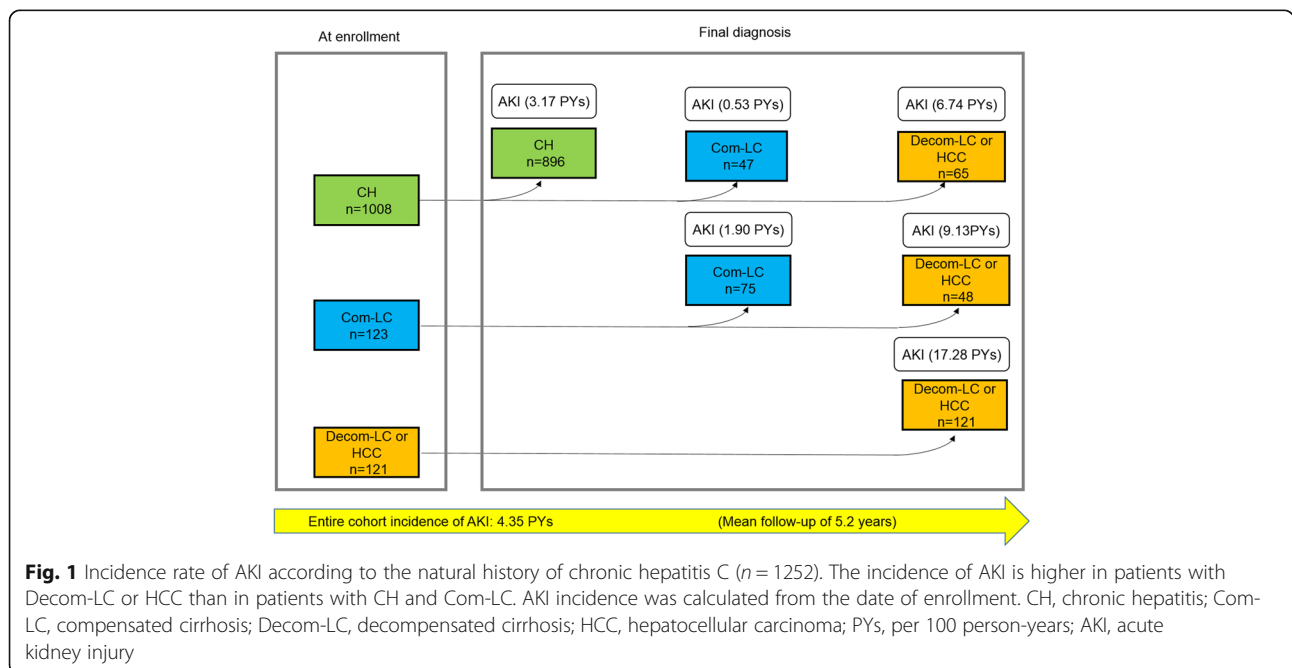 At enrollment
Final diagnosis
AKI (3.17 PYs)
AKI (0.53 PYs)
AKI (6.74 PYs)
CH
n=896
Com-LC
n=47
Decom-LC or
HCC
n=65
CH
n=1008
AKI (1.90 PYs)
AKI (9.13PYs)
Com-LC
n=75
Decom-LC or
HCC
n=48
Com-LC
n=123
AKI (17.28 PYs)
Decom-LC or
HCC
n=121
Decom-LC or
HCC
n=121
Entire cohort incidence of AKI: 4.35 PYs
(Mean follow-up of 5.2 years)
Fig. 1 Incidence rate of AKI according to the natural history of chronic hepatitis C (n = 1252). The incidence of AKI is higher in patients with
Decom-LC or HCC than in patients with CH and Com-LC. AKI incidence was calculated from the date of enrollment. CH, chronic hepatitis; Com-
LC, compensated cirrhosis; Decom-LC, decompensated cirrhosis; HCC, hepatocellular carcinoma; PYs, per 100 person-years; AKI, acute
kidney injury